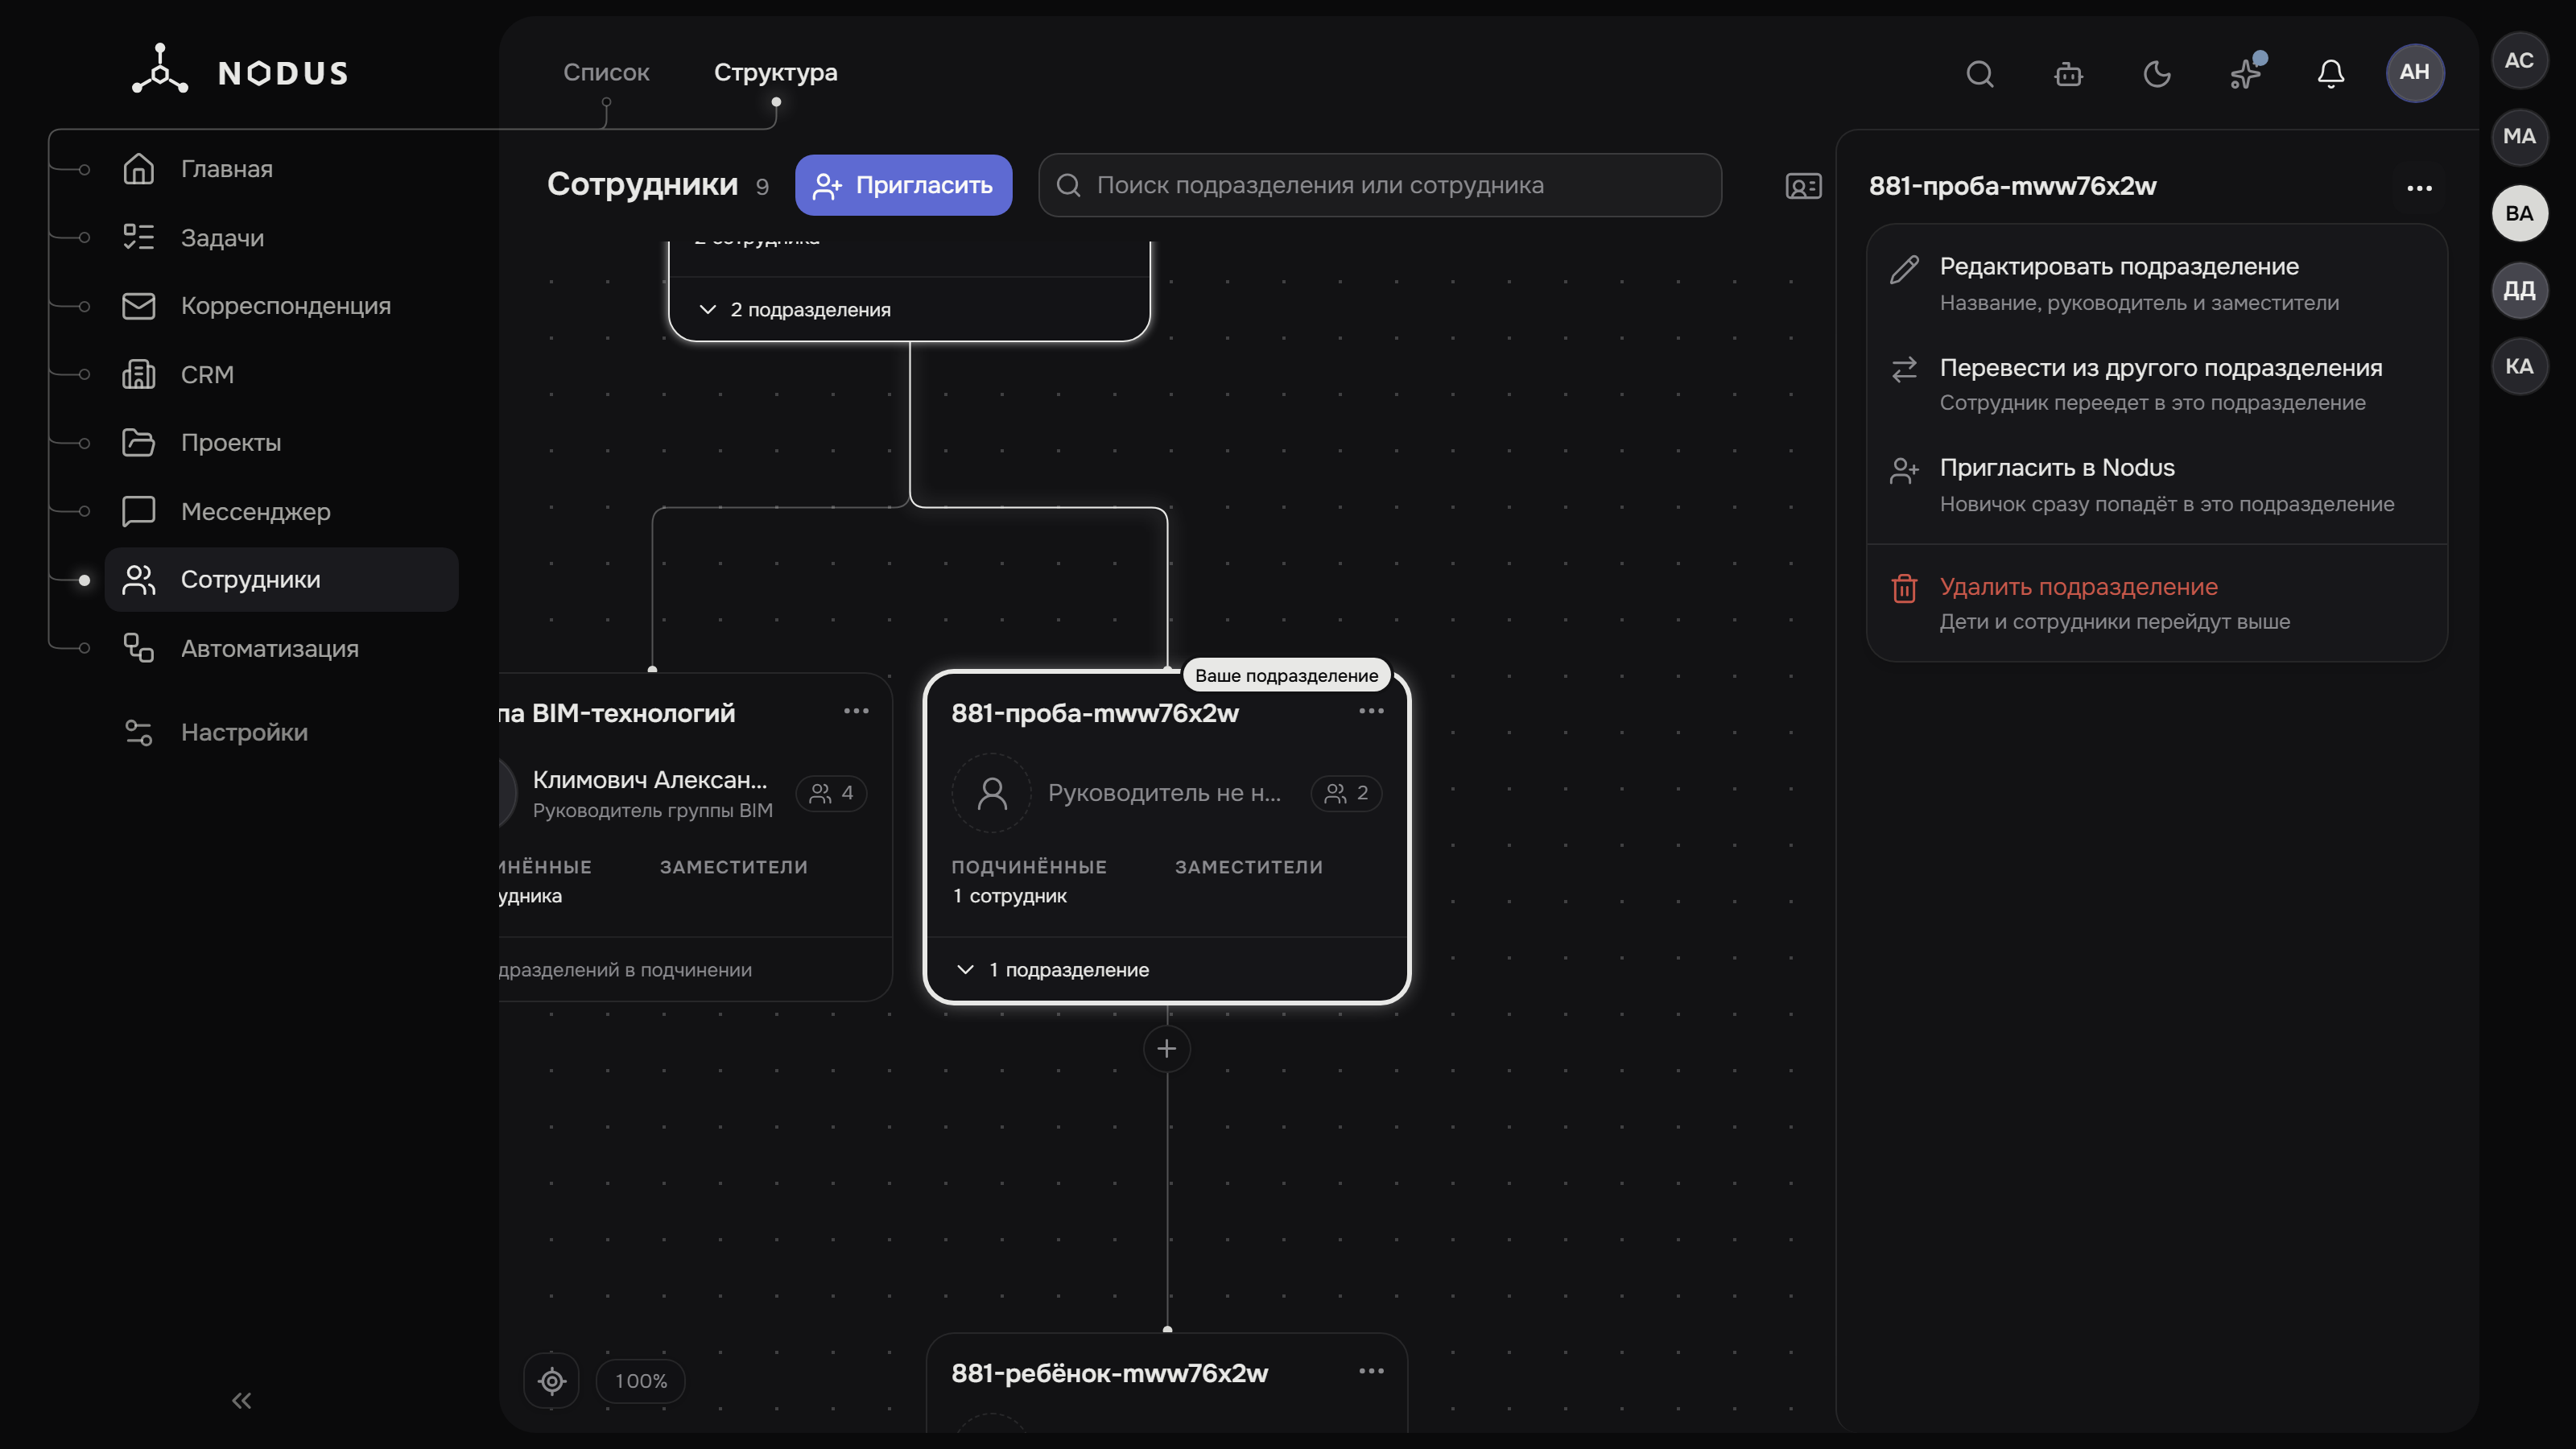 NODUS
Главная
Задачи
Корреспонденция
CRM
Проекты
Мессенджер
Сотрудники
Автоматизация
Настройки
Список
Структура
АН
Сотрудники 9
Пригласить
Поиск подразделения или сотрудника
2 сотрудника
2 подразделения
па BIM-технологий
Климович Алексан...
Руководитель группы BIM
4
ИНЁННЫЕ
ЗАМЕСТИТЕЛИ
удника
дразделений в подчинении
Ваше подразделение
881-проба-mww76x2w
Руководитель не н...
2
ПОДЧИНЁННЫЕ
ЗАМЕСТИТЕЛИ
1 сотрудник
1 подразделение
881-ребёнок-mww76x2w
100%
881-проба-mww76x2w
Редактировать подразделение
Название, руководитель и заместители
Перевести из другого подразделения
Сотрудник переедет в это подразделение
Пригласить в Nodus
Новичок сразу попадёт в это подразделение
Удалить подразделение
Дети и сотрудники перейдут выше
АС
МА
ВА
ДД
КА